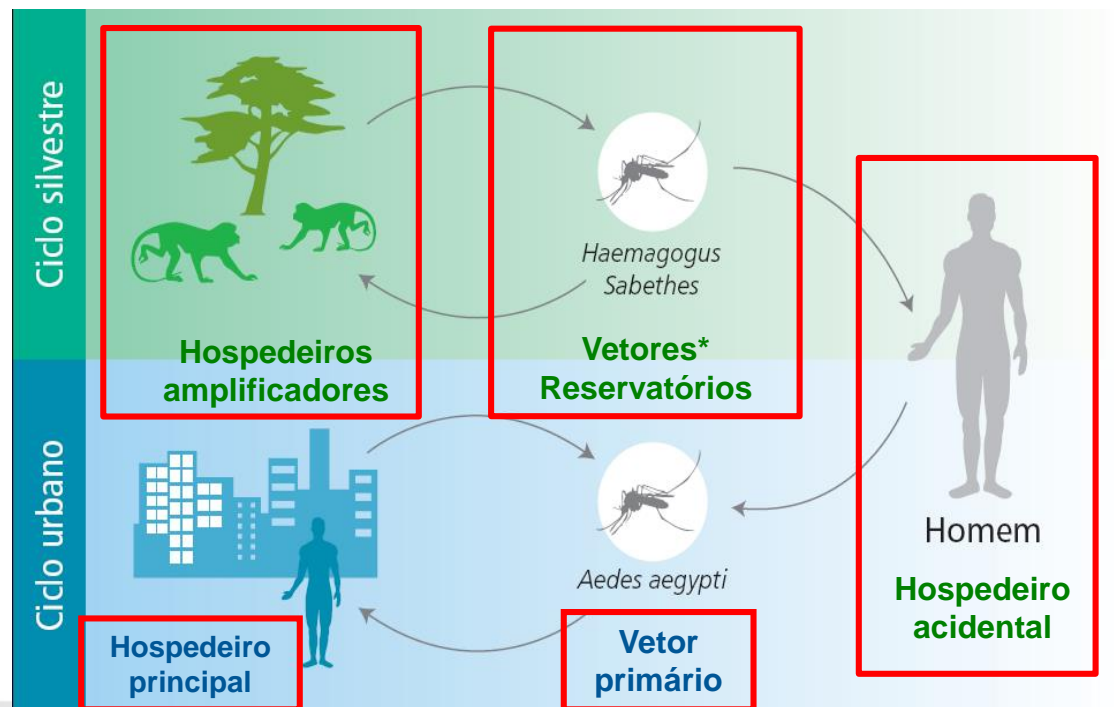 Ciclo silvestre
Haemagogus
Sabethes
Hospedeiros
amplificadores
Vetores*
Reservatórios
Homem
Hospedeiro
acidental
Ciclo urbano
Aedes aegypti
Hospedeiro
principal
Vetor
primário